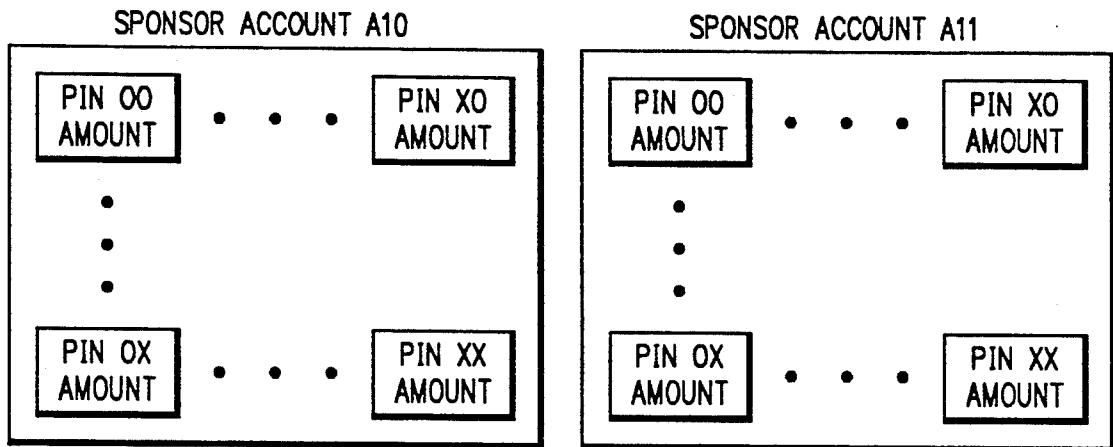 SPONSOR ACCOUNT A10
PIN 00 AMOUNT
PIN X0 AMOUNT
PIN 0X AMOUNT
PIN XX AMOUNT
SPONSOR ACCOUNT A11
PIN 00 AMOUNT
PIN X0 AMOUNT
PIN 0X AMOUNT
PIN XX AMOUNT